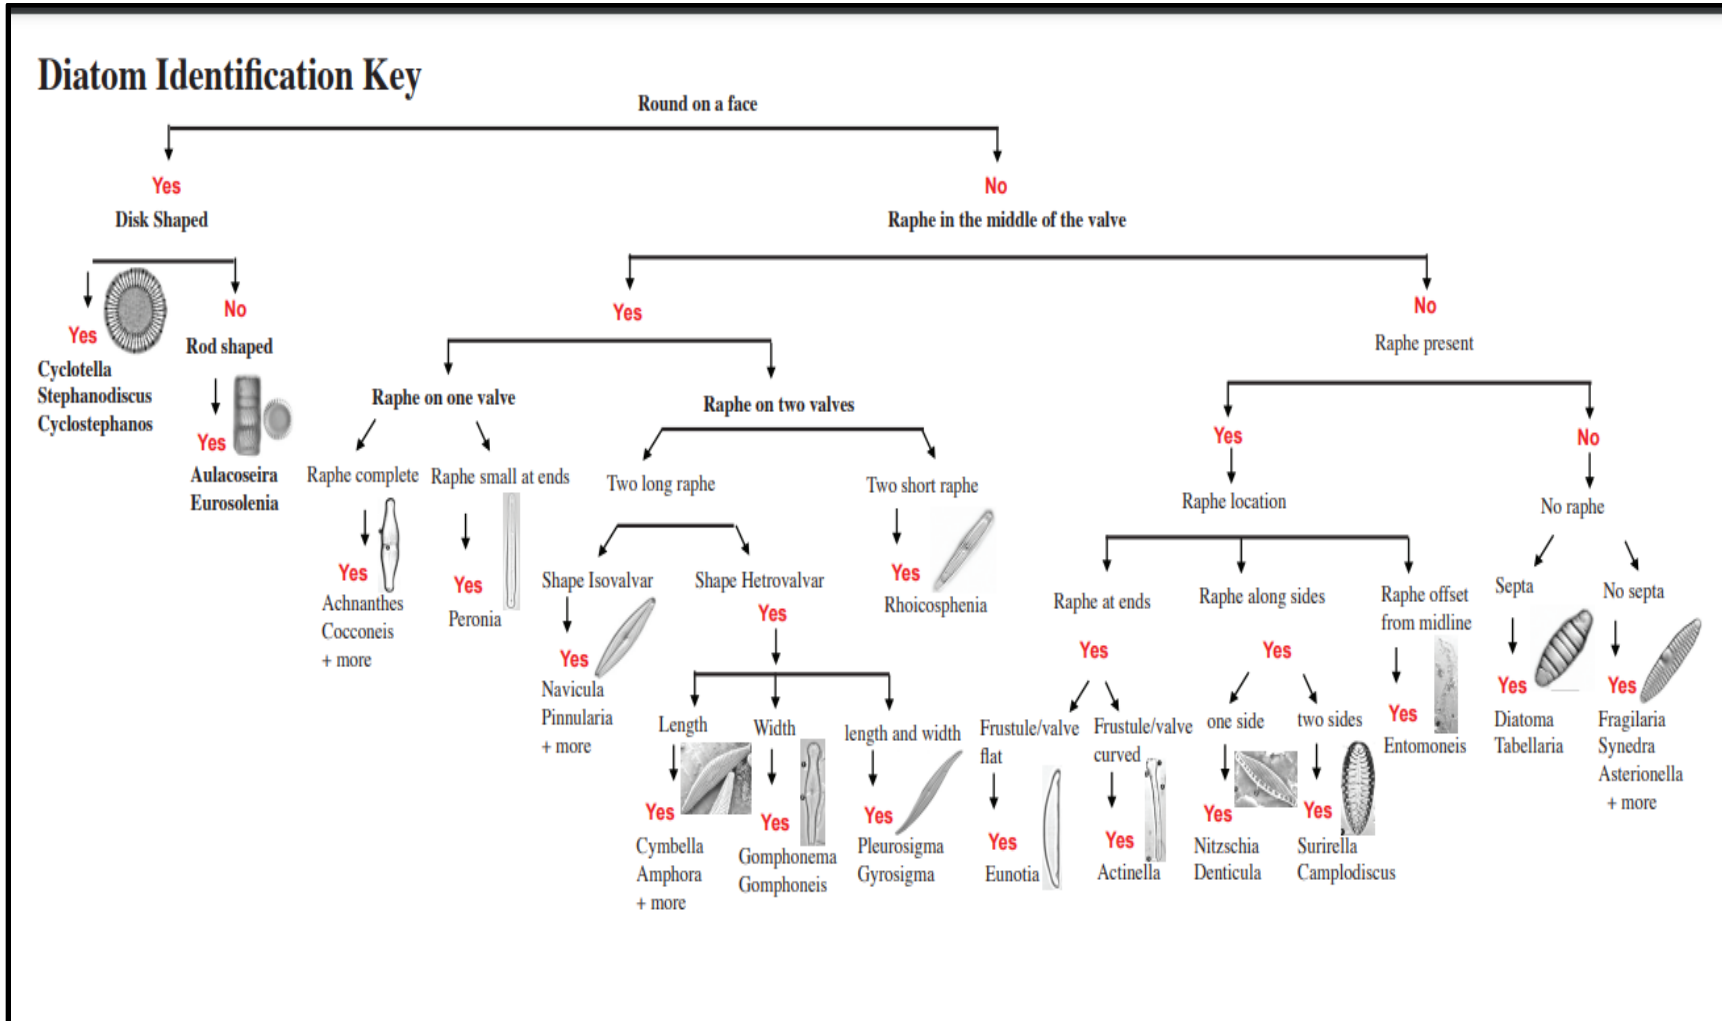 Diatom Identification Key
Round on a face
Yes
No
Disk Shaped
Raphe in the middle of the valve
Yes
No
Yes
No
Rod shaped
Raphe present
Cyclotella
Stephanodiscus
Cyclostephanos
Yes
Aulacoseira
Eurosolenia
Raphe on one valve
Raphe on two valves
Raphe complete
Raphe small at ends
Yes
Achnanthes
Cocconeis
+ more
Yes
Peronia
Two long raphe
Two short raphe
Shape Isovalvar
Shape Hetrovalvar
Yes
Rhoicosphenia
Yes
Navicula
Pinnularia
+ more
Yes
Length
Width
length and width
Yes
Cymbella
Amphora
+ more
Yes
Gomphonema
Gomphoneis
Yes
Pleurosigma
Gyrosigma
Yes
No
Raphe location
No raphe
Raphe at ends
Raphe along sides
Raphe offset
from midline
Yes
Yes
Yes
Entomoneis
Frustule/valve
flat
Frustule/valve
curved
one side
two sides
Yes
Eunotia
Yes
Actinella
Yes
Nitzschia
Denticula
Yes
Surirella
Camplodiscus
Septa
No septa
Yes
Diatoma
Tabellaria
Yes
Fragilaria
Synedra
Asterionella
+ more